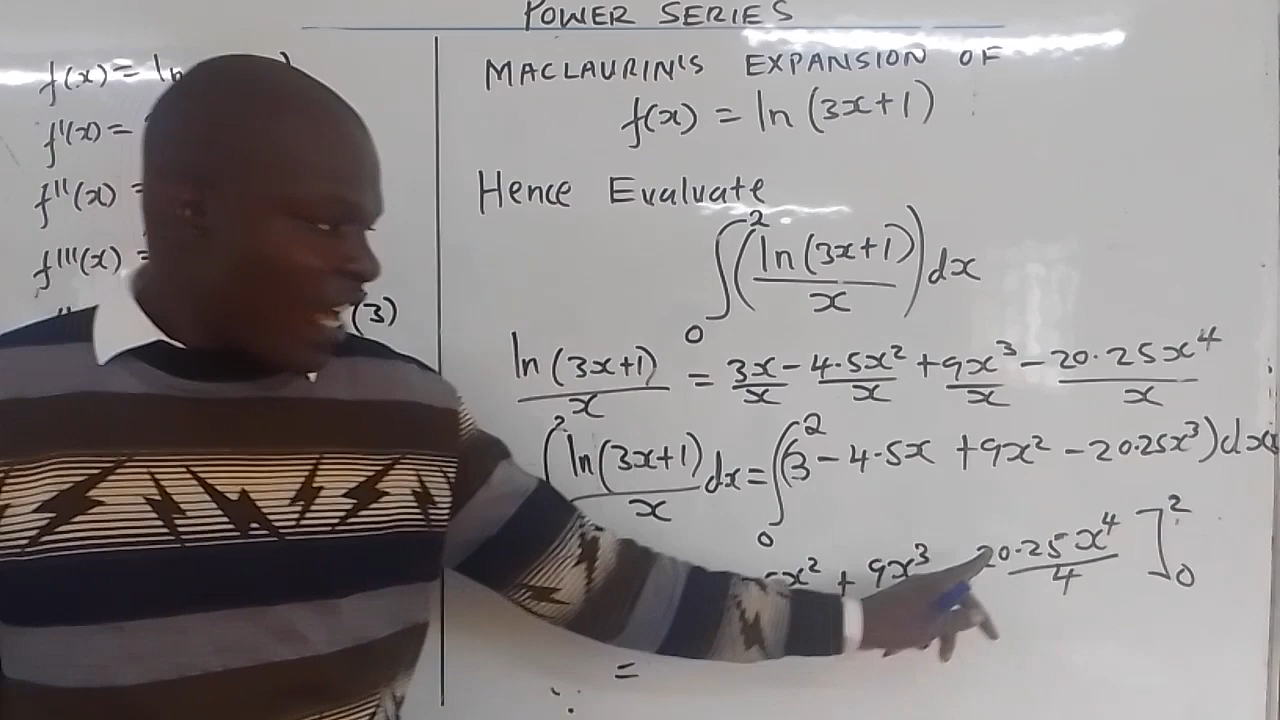 POWER SERIES
f(x) = ln
f'(x) =
f''(x) =
f'''(x) =
(3)
MACLAURIN'S EXPANSION OF
f(x) = ln (3x+1)
Hence Evaluate
∫₀² (ln(3x+1)/x) dx
ln(3x+1)/x = 3x/x - 4.5x²/x + 9x³/x - 20.25x⁴/x
∫₀² ln(3x+1)/x dx = ∫₀² (3 - 4.5x + 9x² - 20.25x³) dx
x² + 9x³ 20.25x⁴/4 ]₀²
∴ =